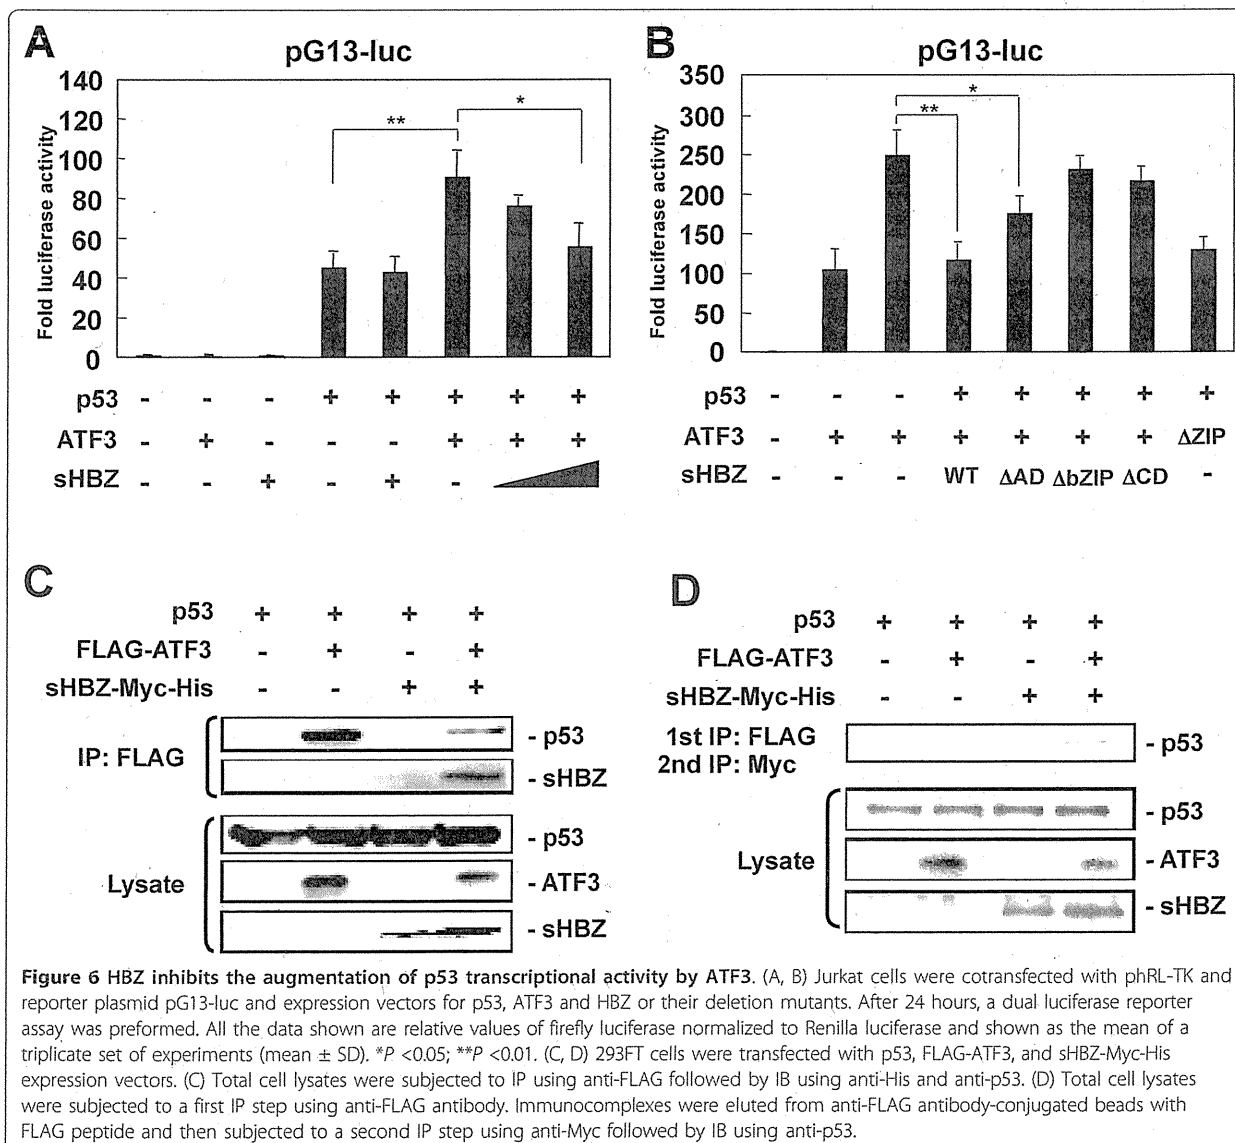 A
pG13-luc
Fold luciferase activity
140
120
100
80
60
40
20
0
** *
p53 - - - + + + + +
ATF3 - + - - - + + +
sHBZ - - + - + -
B
pG13-luc
Fold luciferase activity
350
300
250
200
150
100
50
0
** *
p53 - - - + + + + +
ATF3 - + + + + + + ΔZIP
sHBZ - - - WT ΔAD ΔbZIP ΔCD -
C
p53 + + + +
FLAG-ATF3 - + - +
sHBZ-Myc-His - - + +
IP: FLAG
- p53
- sHBZ
Lysate
- p53
- ATF3
- sHBZ
D
p53 + + + +
FLAG-ATF3 - + - +
sHBZ-Myc-His - - + +
1st IP: FLAG
2nd IP: Myc
- p53
Lysate
- p53
- ATF3
- sHBZ
Figure 6 HBZ inhibits the augmentation of p53 transcriptional activity by ATF3. (A, B) Jurkat cells were cotransfected with phRL-TK and
reporter plasmid pG13-luc and expression vectors for p53, ATF3 and HBZ or their deletion mutants. After 24 hours, a dual luciferase reporter
assay was preformed. All the data shown are relative values of firefly luciferase normalized to Renilla luciferase and shown as the mean of a
triplicate set of experiments (mean ± SD). *P <0.05; **P <0.01. (C, D) 293FT cells were transfected with p53, FLAG-ATF3, and sHBZ-Myc-His
expression vectors. (C) Total cell lysates were subjected to IP using anti-FLAG followed by IB using anti-His and anti-p53. (D) Total cell lysates
were subjected to a first IP step using anti-FLAG antibody. Immunocomplexes were eluted from anti-FLAG antibody-conjugated beads with
FLAG peptide and then subjected to a second IP step using anti-Myc followed by IB using anti-p53.